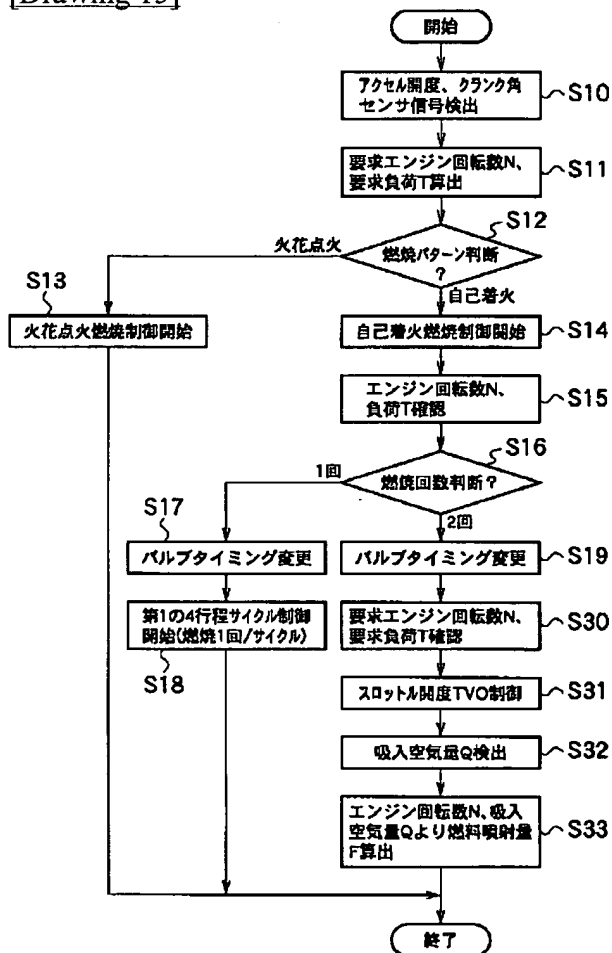 [Drawing 15]
開始
アクセル開度、クランク角
センサ信号検出
S10
要求エンジン回転数N、
要求負荷T算出
S11
S12
燃焼パターン判断
?
火花点火
自己着火
S13
火花点火燃焼制御開始
自己着火燃焼制御開始
S14
エンジン回転数N、
負荷T確認
S15
S16
燃焼回数判断?
1回
2回
S17
バルブタイミング変更
バルブタイミング変更
S19
第1の4行程サイクル制御
開始(燃焼1回/サイクル)
S18
要求エンジン回転数N、
要求負荷T確認
S30
スロットル開度TVO制御
S31
吸入空気量Q検出
S32
エンジン回転数N、吸入
空気量Qより燃料噴射量
F算出
S33
終了